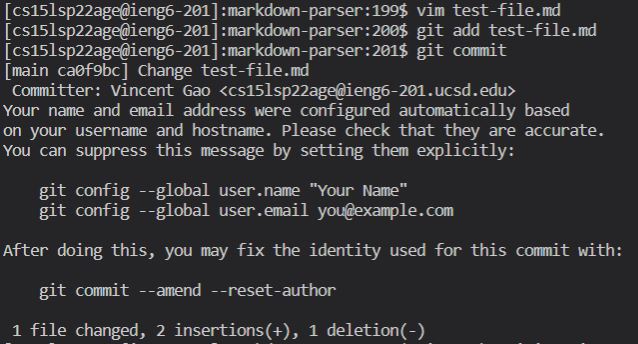 [cs15lsp22age@ieng6-201]:markdown-parser:199$ vim test-file.md
[cs15lsp22age@ieng6-201]:markdown-parser:200$ git add test-file.md
[cs15lsp22age@ieng6-201]:markdown-parser:201$ git commit
[main ca0f9bc] Change test-file.md
 Committer: Vincent Gao <cs15lsp22age@ieng6-201.ucsd.edu>
Your name and email address were configured automatically based
on your username and hostname. Please check that they are accurate.
You can suppress this message by setting them explicitly:
    git config --global user.name "Your Name"
    git config --global user.email you@example.com
After doing this, you may fix the identity used for this commit with:
    git commit --amend --reset-author
 1 file changed, 2 insertions(+), 1 deletion(-)